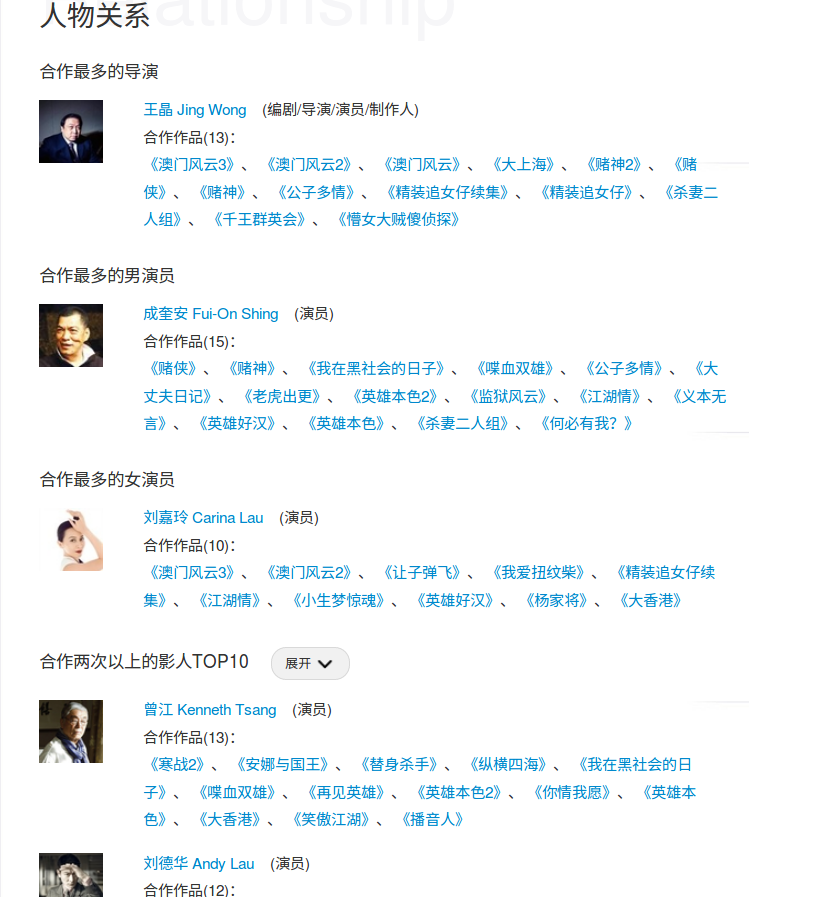 人物关系
ationship
合作最多的导演
王晶 Jing Wong (编剧/导演/演员/制作人)
合作作品(13)：
《澳门风云3》、 《澳门风云2》、 《澳门风云》、 《大上海》、 《赌神2》、 《赌
侠》、 《赌神》、 《公子多情》、 《精装追女仔续集》、 《精装追女仔》、 《杀妻二
人组》、 《千王群英会》、 《懵女大贼傻侦探》
合作最多的男演员
成奎安 Fui-On Shing (演员)
合作作品(15)：
《赌侠》、 《赌神》、 《我在黑社会的日子》、 《喋血双雄》、 《公子多情》、 《大
丈夫日记》、 《老虎出更》、 《英雄本色2》、 《监狱风云》、 《江湖情》、 《义本无
言》、 《英雄好汉》、 《英雄本色》、 《杀妻二人组》、 《何必有我？》
合作最多的女演员
刘嘉玲 Carina Lau (演员)
合作作品(10)：
《澳门风云3》、 《澳门风云2》、 《让子弹飞》、 《我爱扭纹柴》、 《精装追女仔续
集》、 《江湖情》、 《小生梦惊魂》、 《英雄好汉》、 《杨家将》、 《大香港》
合作两次以上的影人TOP10 展开
曾江 Kenneth Tsang (演员)
合作作品(13)：
《寒战2》、 《安娜与国王》、 《替身杀手》、 《纵横四海》、 《我在黑社会的日
子》、 《喋血双雄》、 《再见英雄》、 《英雄本色2》、 《你情我愿》、 《英雄本
色》、 《大香港》、 《笑傲江湖》、 《播音人》
刘德华 Andy Lau (演员)
合作作品(12)：